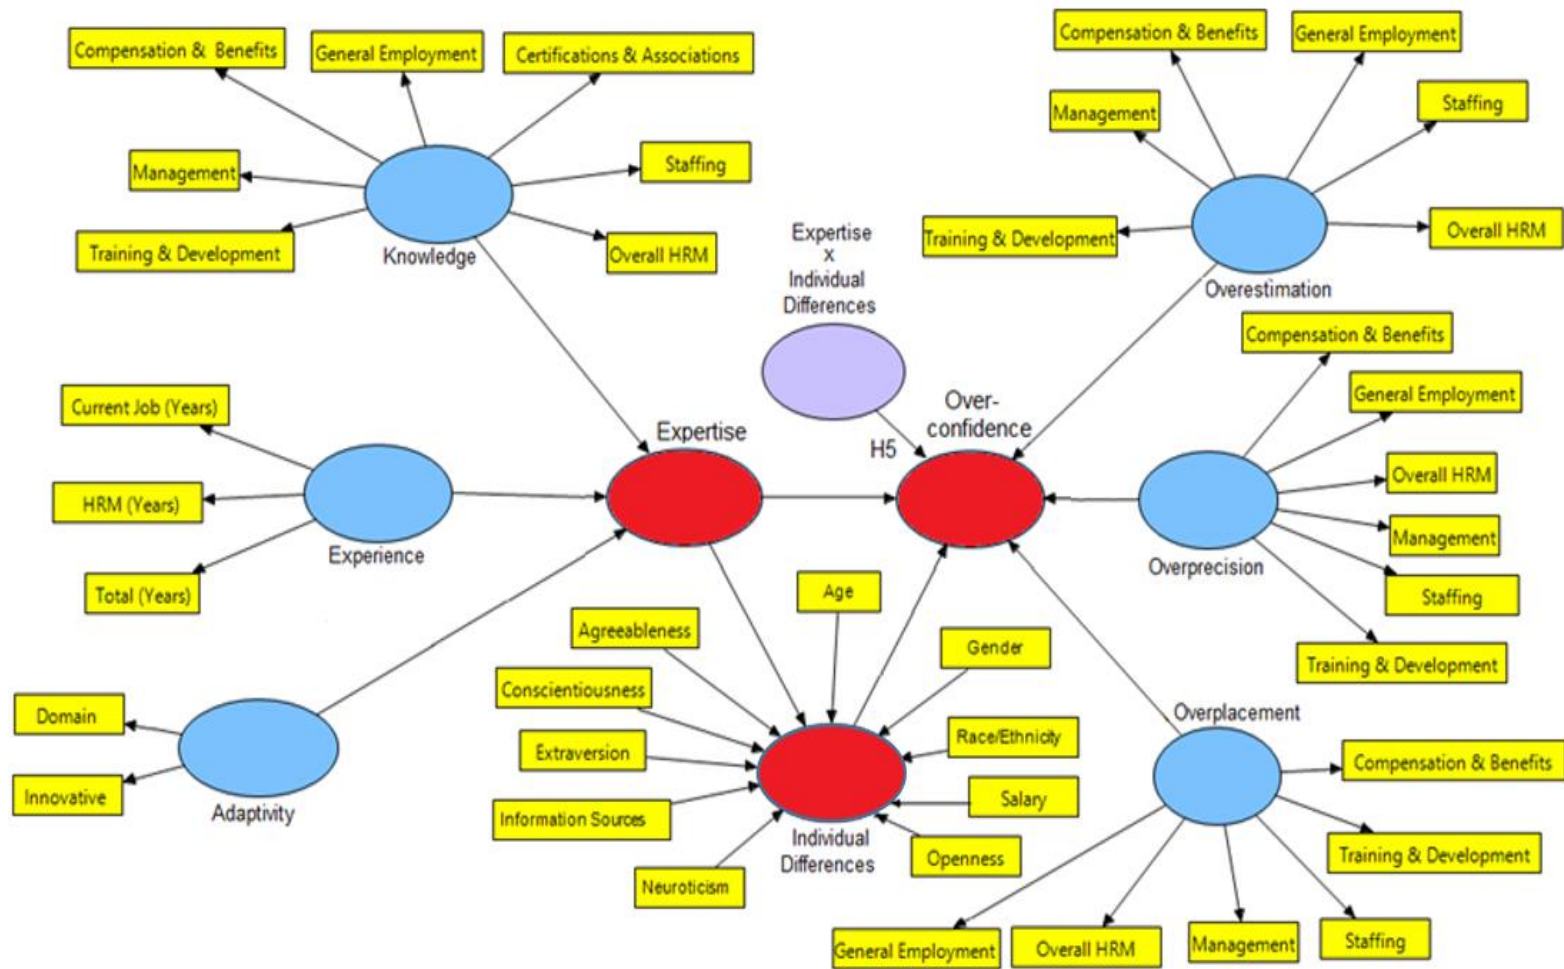 Compensation & Benefits
General Employment
Certifications & Associations
Management
Staffing
Training & Development
Overall HRM
Knowledge
Compensation & Benefits
General Employment
Management
Staffing
Training & Development
Overall HRM
Overestimation
Expertise
x
Individual
Differences
H5
Over-
confidence
Expertise
Current Job (Years)
HRM (Years)
Total (Years)
Experience
Compensation & Benefits
General Employment
Overall HRM
Management
Staffing
Training & Development
Overprecision
Domain
Innovative
Adaptivity
Age
Agreeableness
Gender
Conscientiousness
Race/Ethnicity
Extraversion
Salary
Information Sources
Openness
Neuroticism
Individual
Differences
Overplacement
Compensation & Benefits
Training & Development
General Employment
Overall HRM
Management
Staffing